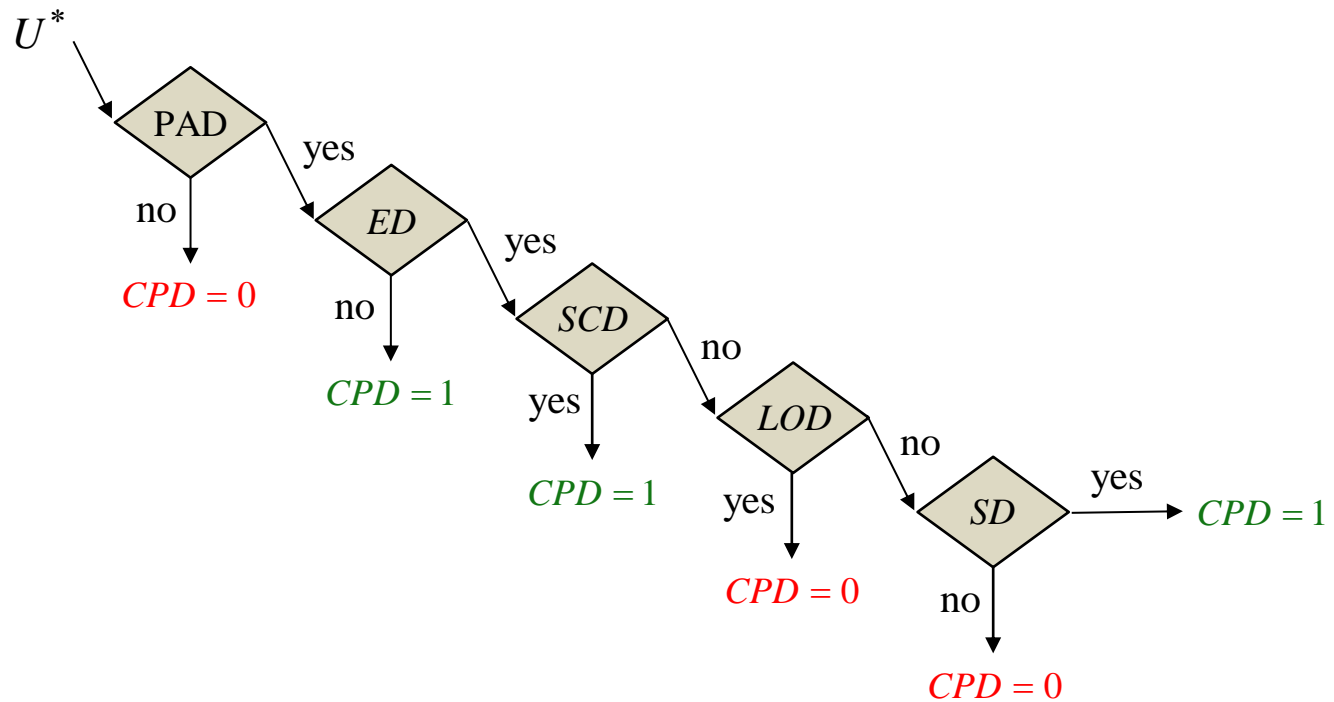 U*
PAD
yes
no
ED
yes
CPD = 0
no
SCD
no
CPD = 1
yes
LOD
no
CPD = 1
yes
SD
yes
CPD = 1
CPD = 0
no
CPD = 0